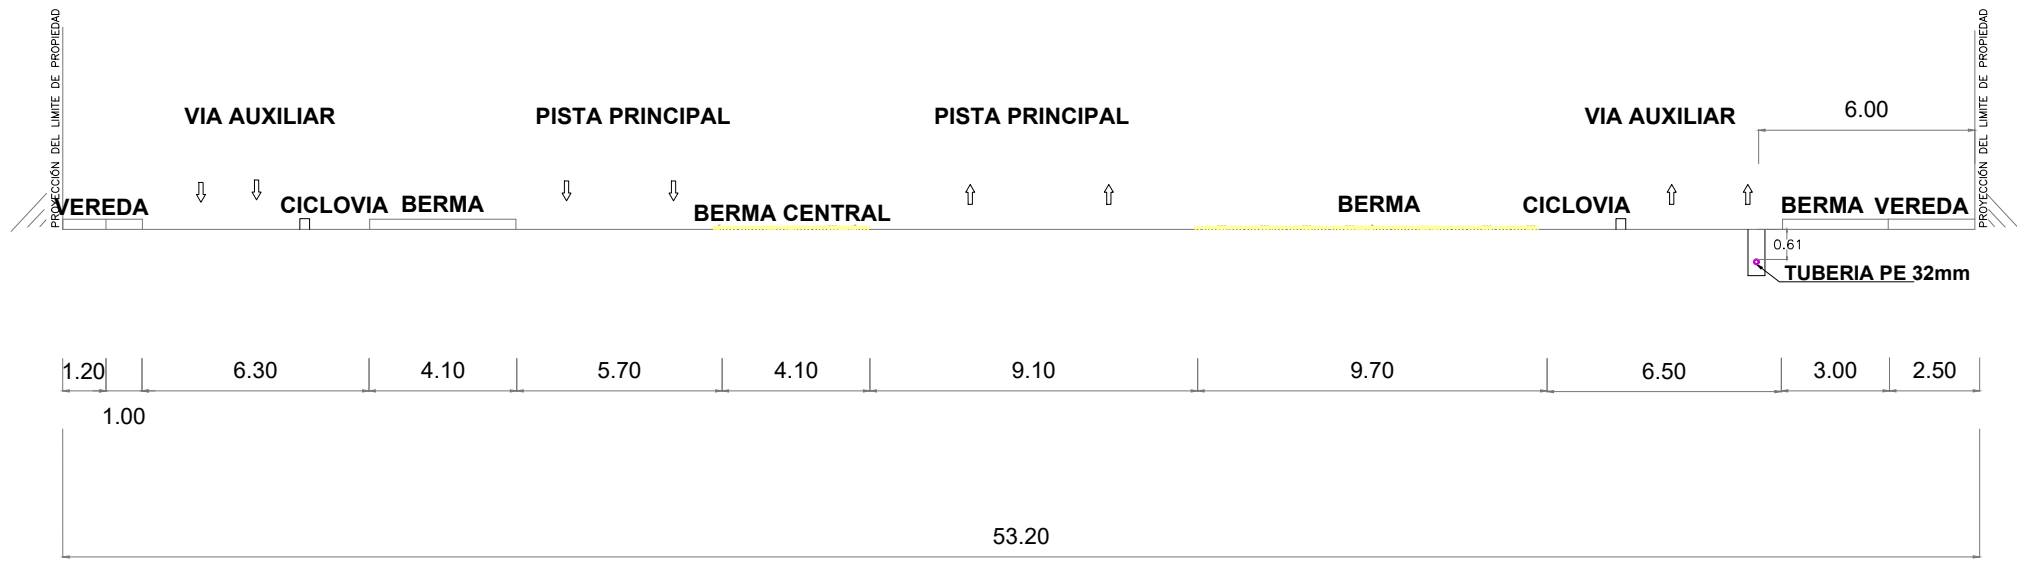 PROYECCIÓN DEL LIMITE DE PROPIEDAD
PROYECCIÓN DEL LIMITE DE PROPIEDAD
VIA AUXILIAR
PISTA PRINCIPAL
PISTA PRINCIPAL
VIA AUXILIAR
6.00
VEREDA
CICLOVIA
BERMA
BERMA CENTRAL
BERMA
CICLOVIA
BERMA
VEREDA
0.61
TUBERIA PE 32mm
1.20
6.30
4.10
5.70
4.10
9.10
9.70
6.50
3.00
2.50
1.00
53.20